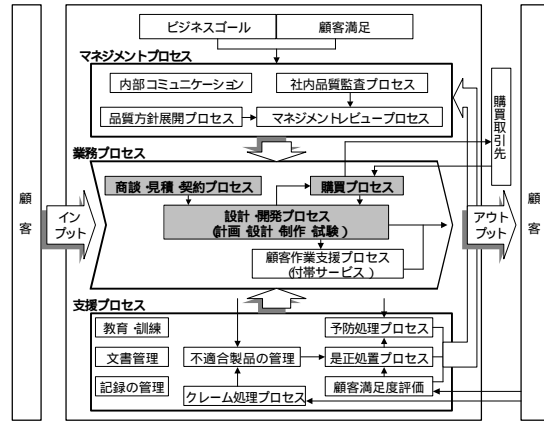 ビジネスゴール
顧客満足
マネジメントプロセス
内部コミュニケーション
社内品質監査プロセス
品質方針展開プロセス
マネジメントレビュープロセス
購買取引先
業務プロセス
商談・見積・契約プロセス
購買プロセス
設計・開発プロセス
(計画・設計・制作・試験)
顧客作業支援プロセス
(付帯サービス)
顧客
インプット
アウトプット
顧客
支援プロセス
教育・訓練
予防処理プロセス
文書管理
不適合製品の管理
是正処置プロセス
記録の管理
クレーム処理プロセス
顧客満足度評価